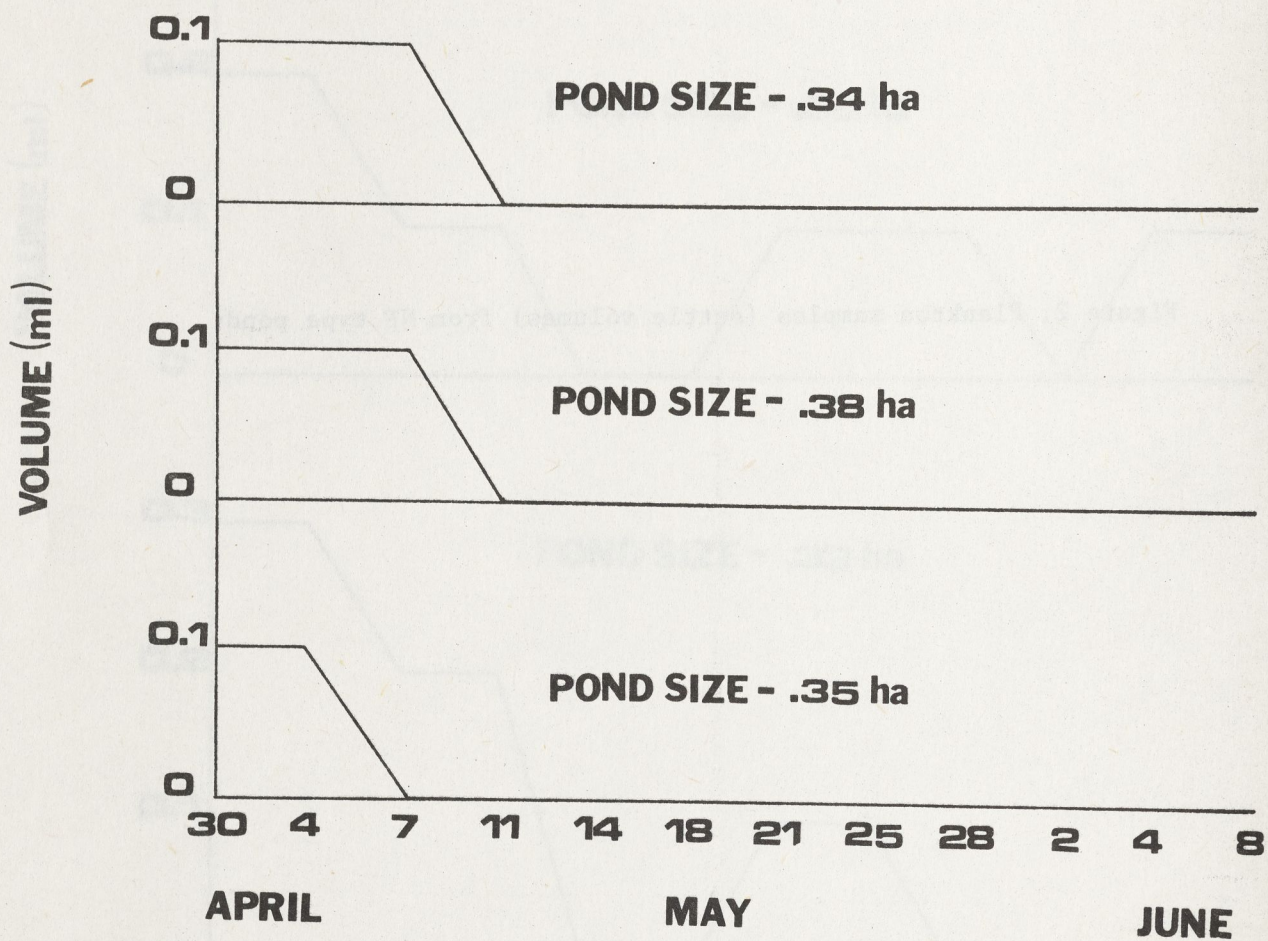 0.1
POND SIZE - .34 ha
0
0.1
POND SIZE - .38 ha
0
VOLUME (ml)
0.1
POND SIZE - .35 ha
0
30 4 7 11 14 18 21 25 28 2 4 8
APRIL MAY JUNE